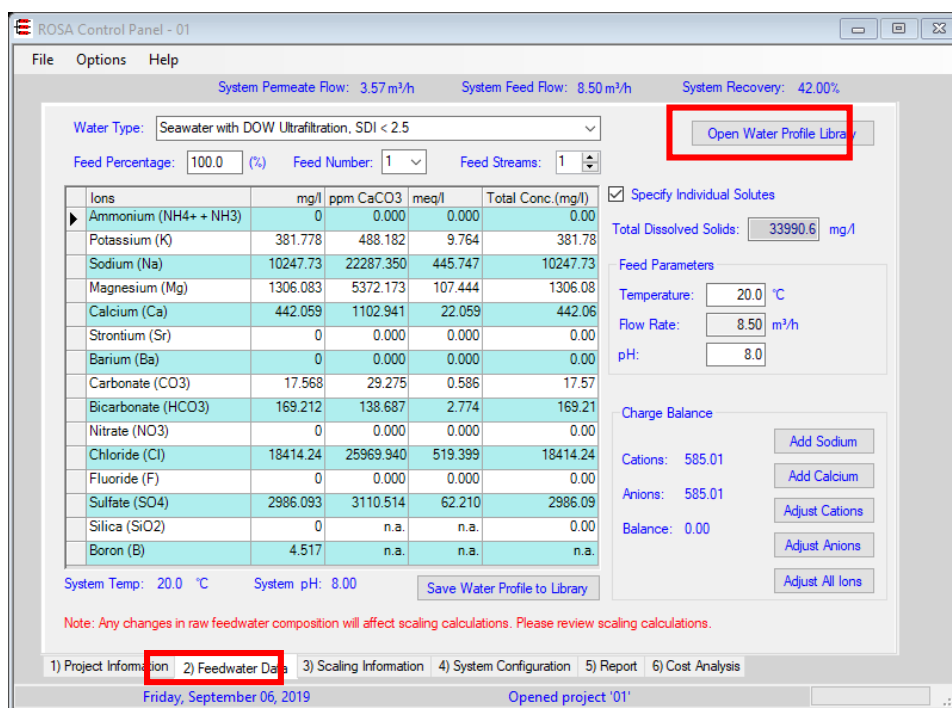 ROSA Control Panel - 01
File Options Help
System Permeate Flow: 3.57 m³/h System Feed Flow: 8.50 m³/h System Recovery: 42.00%
Water Type: Seawater with DOW Ultrafiltration, SDI < 2.5
Open Water Profile Library
Feed Percentage: 100.0 (%) Feed Number: 1 Feed Streams: 1
Ions mg/l ppm CaCO3 meq/l Total Conc.(mg/l)
Ammonium (NH4+ + NH3) 0 0.000 0.000 0.00
Potassium (K) 381.778 488.182 9.764 381.78
Sodium (Na) 10247.73 22287.350 445.747 10247.73
Magnesium (Mg) 1306.083 5372.173 107.444 1306.08
Calcium (Ca) 442.059 1102.941 22.059 442.06
Strontium (Sr) 0 0.000 0.000 0.00
Barium (Ba) 0 0.000 0.000 0.00
Carbonate (CO3) 17.568 29.275 0.586 17.57
Bicarbonate (HCO3) 169.212 138.687 2.774 169.21
Nitrate (NO3) 0 0.000 0.000 0.00
Chloride (Cl) 18414.24 25969.940 519.399 18414.24
Fluoride (F) 0 0.000 0.000 0.00
Sulfate (SO4) 2986.093 3110.514 62.210 2986.09
Silica (SiO2) 0 n.a. n.a. 0.00
Boron (B) 4.517 n.a. n.a. n.a.
Specify Individual Solutes
Total Dissolved Solids: 33990.6 mg/l
Feed Parameters
Temperature: 20.0 °C
Flow Rate: 8.50 m³/h
pH: 8.0
Charge Balance
Cations: 585.01
Anions: 585.01
Balance: 0.00
Add Sodium
Add Calcium
Adjust Cations
Adjust Anions
Adjust All Ions
System Temp: 20.0 °C System pH: 8.00
Save Water Profile to Library
Note: Any changes in raw feedwater composition will affect scaling calculations. Please review scaling calculations.
1) Project Information 2) Feedwater Data 3) Scaling Information 4) System Configuration 5) Report 6) Cost Analysis
Friday, September 06, 2019 Opened project '01'